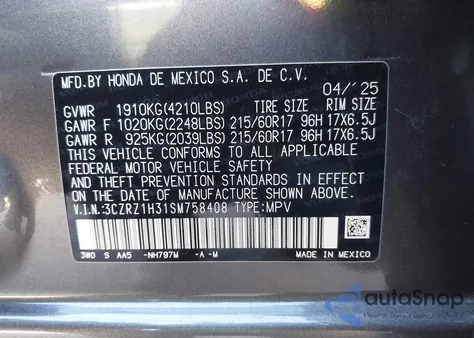 MFD.BY HONDA DE MEXICO S.A. DE C.V.
04/'25
GVWR 1910KG(4210LBS) TIRE SIZE RIM SIZE
GAWR F 1020KG(2248LBS) 215/60R17 96H 17X6.5J
GAWR R 925KG(2039LBS) 215/60R17 96H 17X6.5J
THIS VEHICLE CONFORMS TO ALL APPLICABLE
FEDERAL MOTOR VEHICLE SAFETY AND
THEFT PREVENTION STANDARDS IN EFFECT ON
THE DATE OF MANUFACTURE SHOWN ABOVE.
V.I.N.:3CZRZ1H31SM758408 TYPE:MPV
3W0 S AA5 -NH797M -A -M MADE IN MEXICO
autoSnap